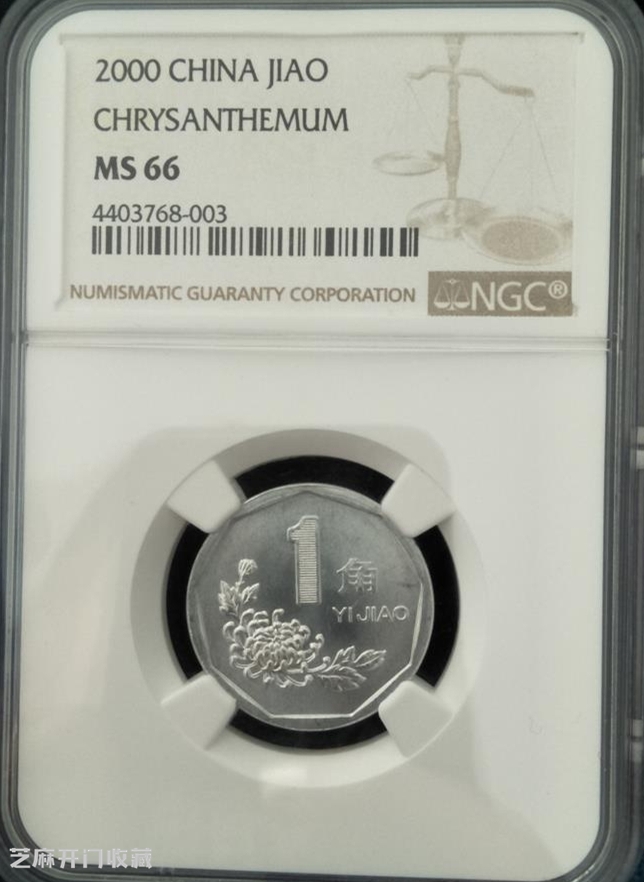 2000 CHINA JIAO
CHRYSANTHEMUM
MS 66
4403768-003
NUMISMATIC GUARANTY CORPORATION NGC®
1 角
YI JIAO
芝麻开门收藏